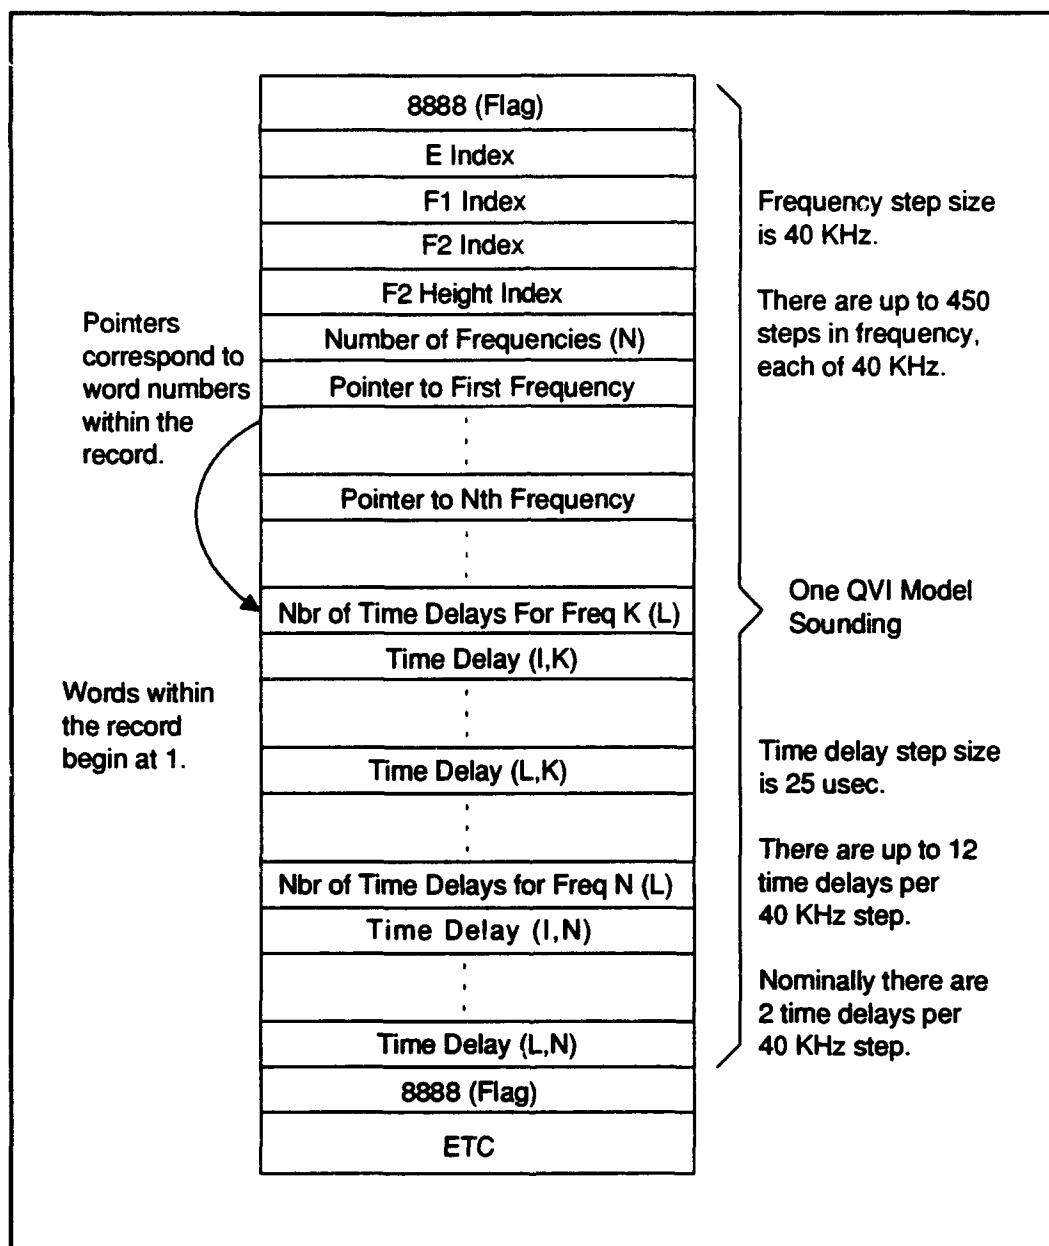 8888 (Flag)
E Index
F1 Index
F2 Index
F2 Height Index
Number of Frequencies (N)
Pointer to First Frequency
Pointer to Nth Frequency
Nbr of Time Delays For Freq K (L)
Time Delay (I,K)
Time Delay (L,K)
Nbr of Time Delays for Freq N (L)
Time Delay (I,N)
Time Delay (L,N)
8888 (Flag)
ETC
Pointers
correspond to
word numbers
within the
record.
Words within
the record
begin at 1.
Frequency step size
is 40 KHz.
There are up to 450
steps in frequency,
each of 40 KHz.
One QVI Model
Sounding
Time delay step size
is 25 usec.
There are up to 12
time delays per
40 KHz step.
Nominally there are
2 time delays per
40 KHz step.